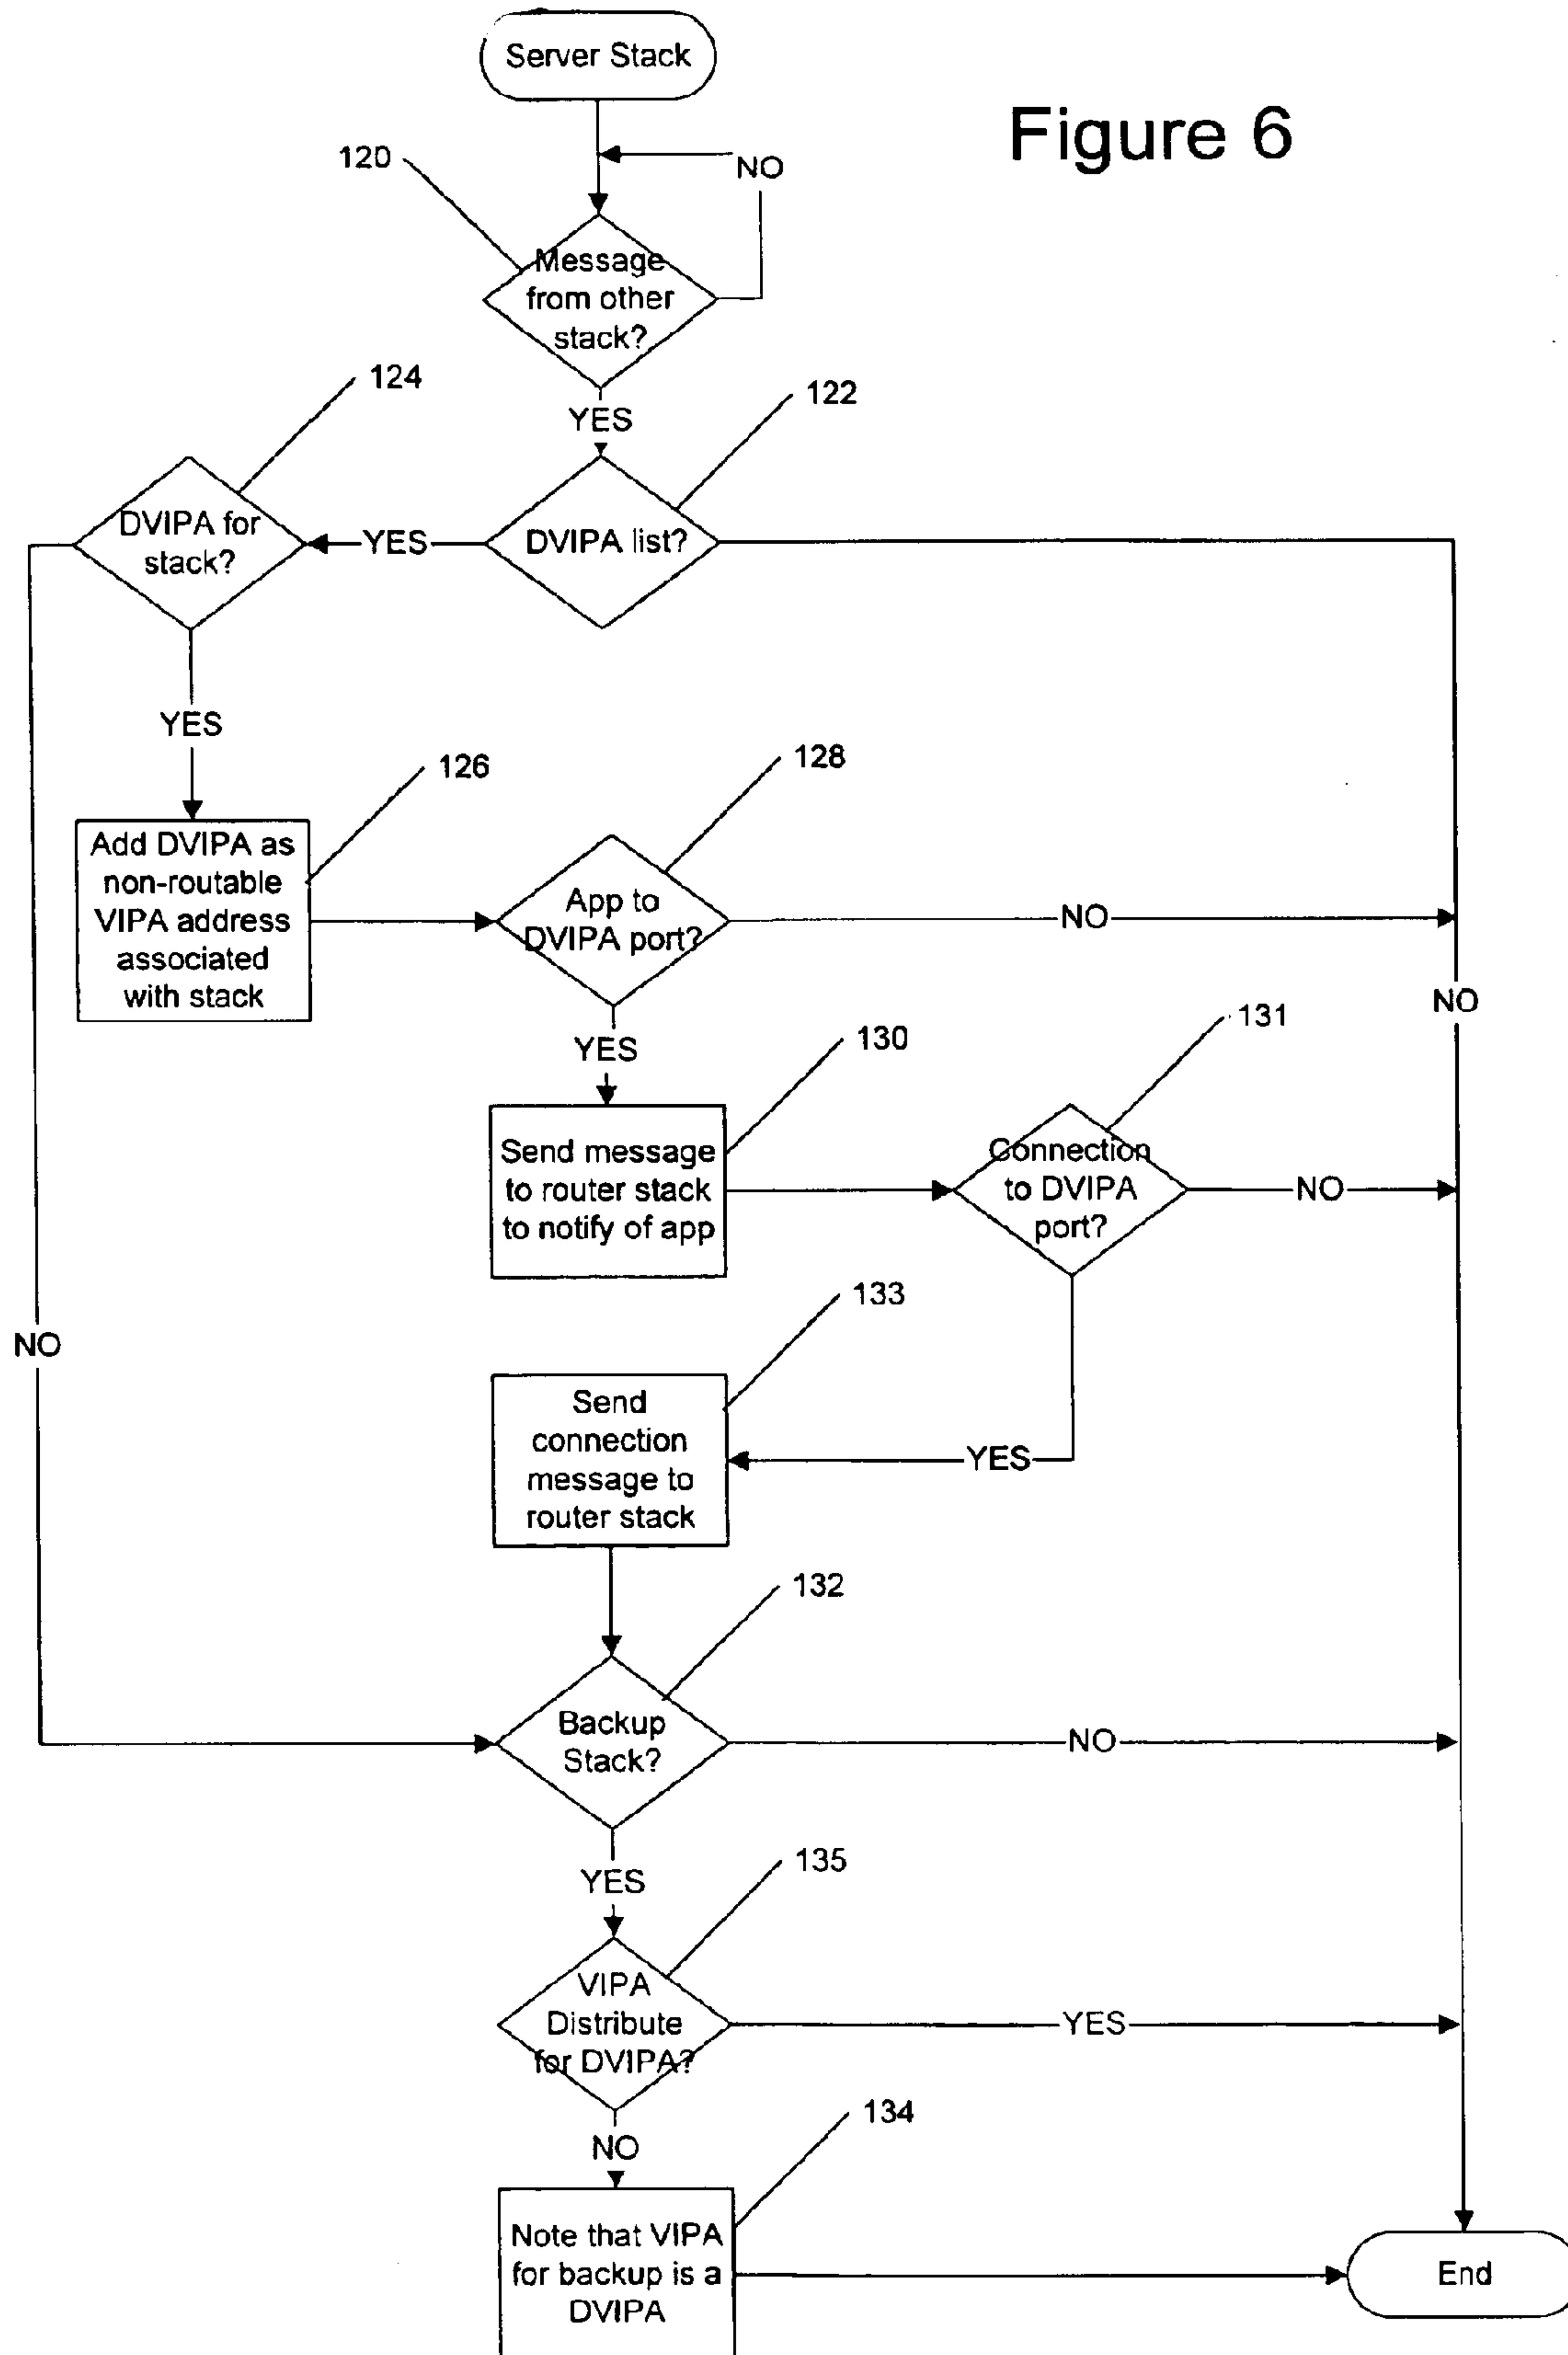 Server Stack
Figure 6
120
NO
Message
from other
stack?
124
YES
122
DVIPA for
stack?
YES
DVIPA list?
YES
126
128
Add DVIPA as
non-routable
VIPA address
associated
with stack
App to
DVIPA port?
NO
NO
YES
130
131
Send message
to router stack
to notify of app
Connection
to DVIPA
port?
NO
133
NO
Send
connection
message to
router stack
YES
132
Backup
Stack?
NO
YES
135
VIPA
Distribute
for DVIPA?
YES
NO
134
Note that VIPA
for backup is a
DVIPA
End